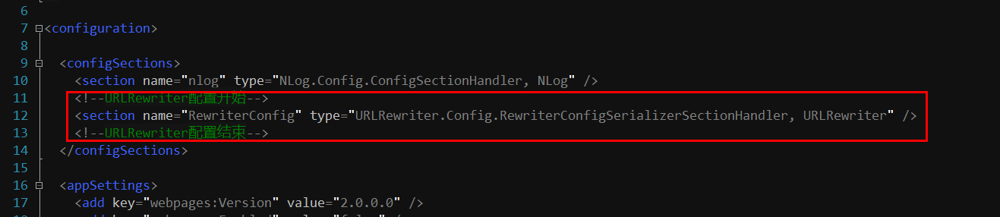 6
7 <configuration>
8
9 <configSections>
10 <section name="nlog" type="NLog.Config.ConfigSectionHandler, NLog" />
11 <!--URLRewriter配置开始-->
12 <section name="RewriterConfig" type="URLRewriter.Config.RewriterConfigSerializerSectionHandler, URLRewriter" />
13 <!--URLRewriter配置结束-->
14 </configSections>
15
16 <appSettings>
17 <add key="webpages:Version" value="2.0.0.0" />